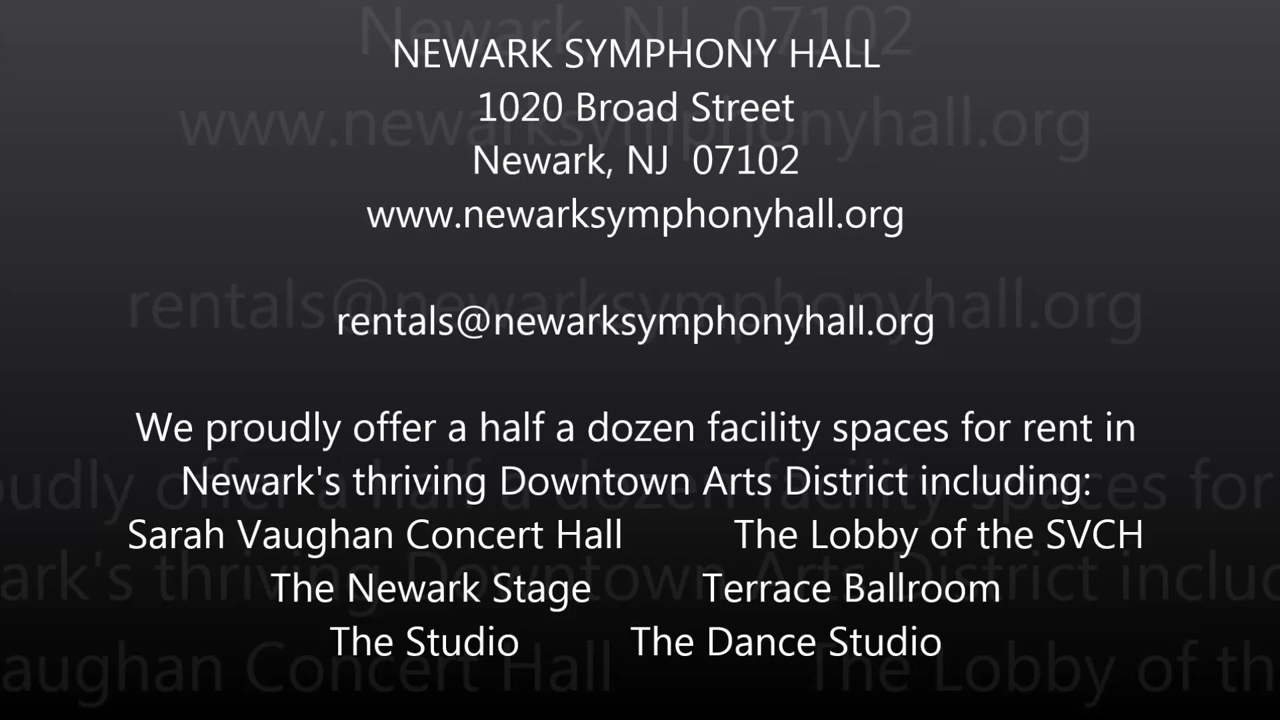 NEWARK SYMPHONY HALL
1020 Broad Street
Newark, NJ  07102
www.newarksymphonyhall.org
rentals@newarksymphonyhall.org
We proudly offer a half a dozen facility spaces for rent in
Newark's thriving Downtown Arts District including:
Sarah Vaughan Concert Hall          The Lobby of the SVCH
The Newark Stage          Terrace Ballroom
The Studio          The Dance Studio